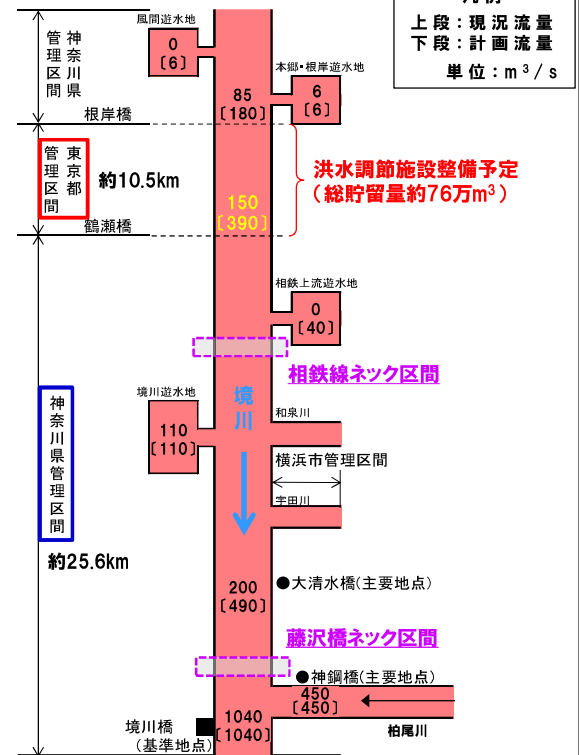 上段：現況流量
下段：計画流量
単位：m³/s
風間遊水地
0
[6]
神奈川県
管理区間
本郷・根岸遊水地
6
[6]
85
[180]
根岸橋
東京都
管理区間
約10.5km
洪水調節施設整備予定
（総貯留量約76万m³）
150
[390]
鶴瀬橋
相鉄上流遊水地
0
[40]
相鉄線ネック区間
境川遊水地
110
[110]
境川
和泉川
横浜市管理区間
宇田川
神奈川県管理区間
約25.6km
200
[490]
●大清水橋(主要地点)
藤沢橋ネック区間
●神鋼橋(主要地点)
450
[450]
柏尾川
境川橋
(基準地点)
1040
[1040]